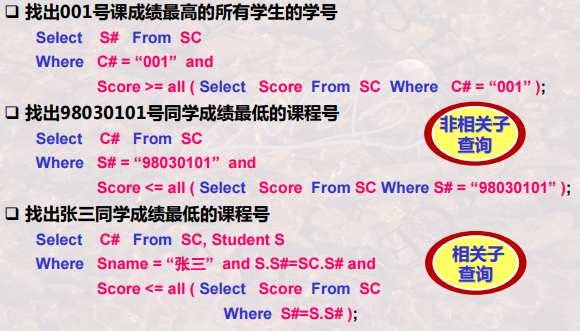 ❑ 找出001号课成绩最高的所有学生的学号
Select S# From SC
Where C# = “001” and
Score >= all ( Select Score From SC Where C# = “001” );
❑ 找出98030101号同学成绩最低的课程号
非相关子
查询
Select C# From SC
Where S# = “98030101” and
Score <= all ( Select Score From SC Where S# = “98030101” );
❑ 找出张三同学成绩最低的课程号
相关子
查询
Select C# From SC, Student S
Where Sname = “张三” and S.S#=SC.S# and
Score <= all ( Select Score From SC
Where S#=S.S# );